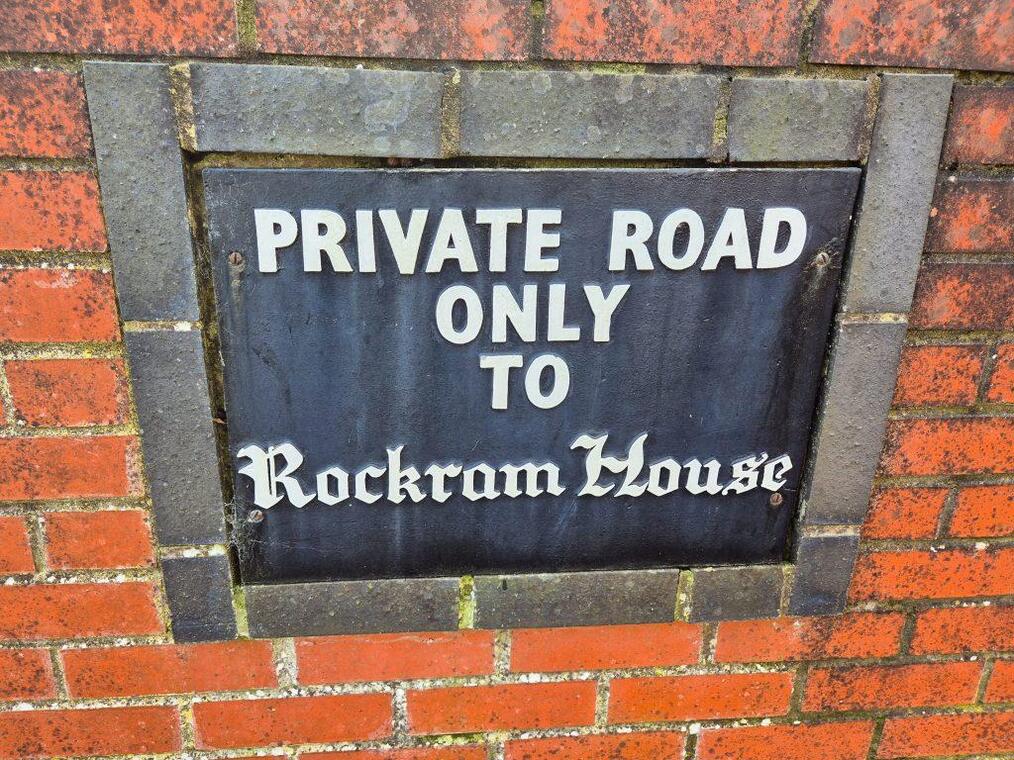 PRIVATE ROAD
ONLY
TO
Rockram House